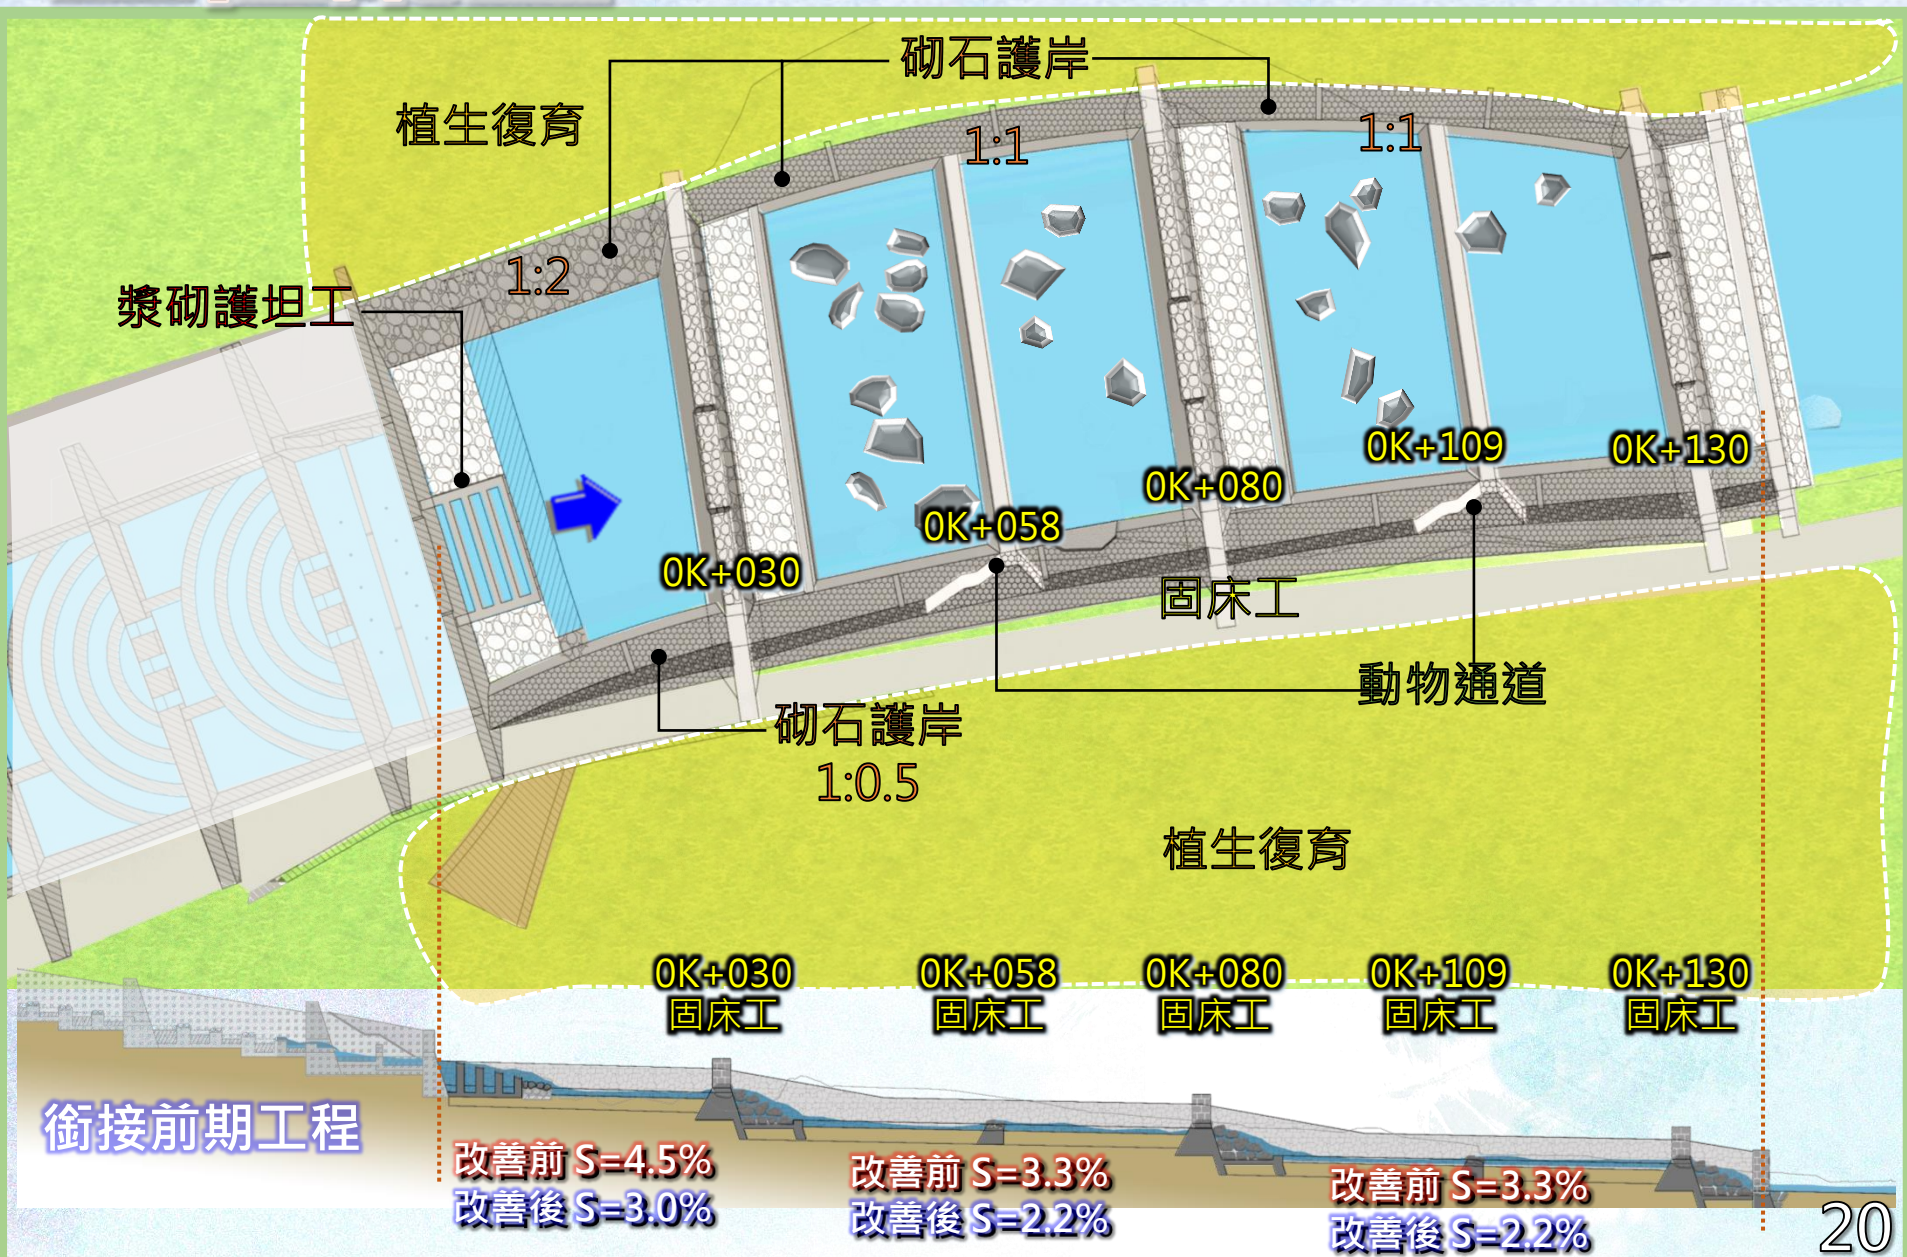 砌石護岸
植生復育
1:1
1:1
1:2
漿砌護坦工
0K+109
0K+130
0K+080
0K+058
0K+030
固床工
動物通道
砌石護岸
1:0.5
植生復育
0K+030
固床工
0K+058
固床工
0K+080
固床工
0K+109
固床工
0K+130
固床工
銜接前期工程
改善前 S=4.5%
改善後 S=3.0%
改善前 S=3.3%
改善後 S=2.2%
改善前 S=3.3%
改善後 S=2.2%
20